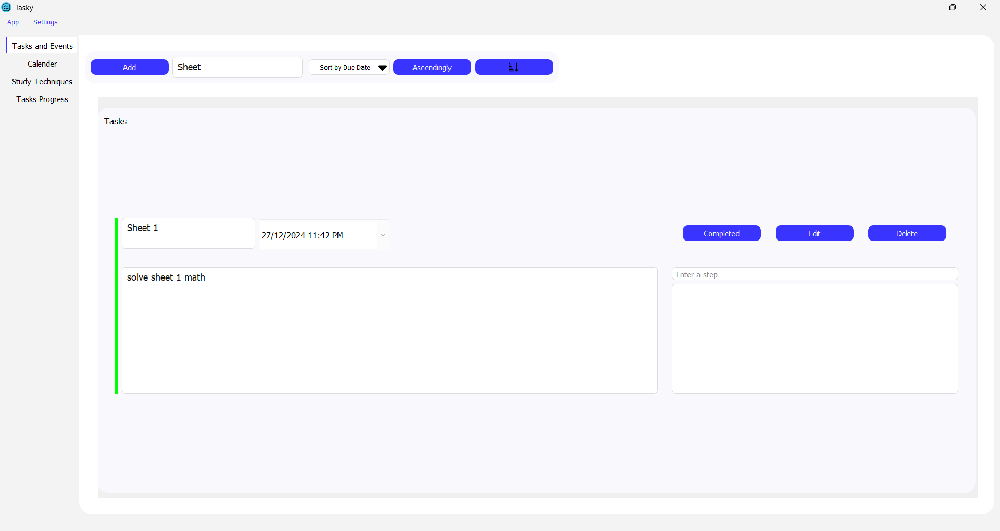 Tasky
App Settings
Tasks and Events
Calender
Study Techniques
Tasks Progress
Add Sheet Sort by Due Date Ascendingly
Tasks
Sheet 1
27/12/2024 11:42 PM
Completed Edit Delete
solve sheet 1 math
Enter a step